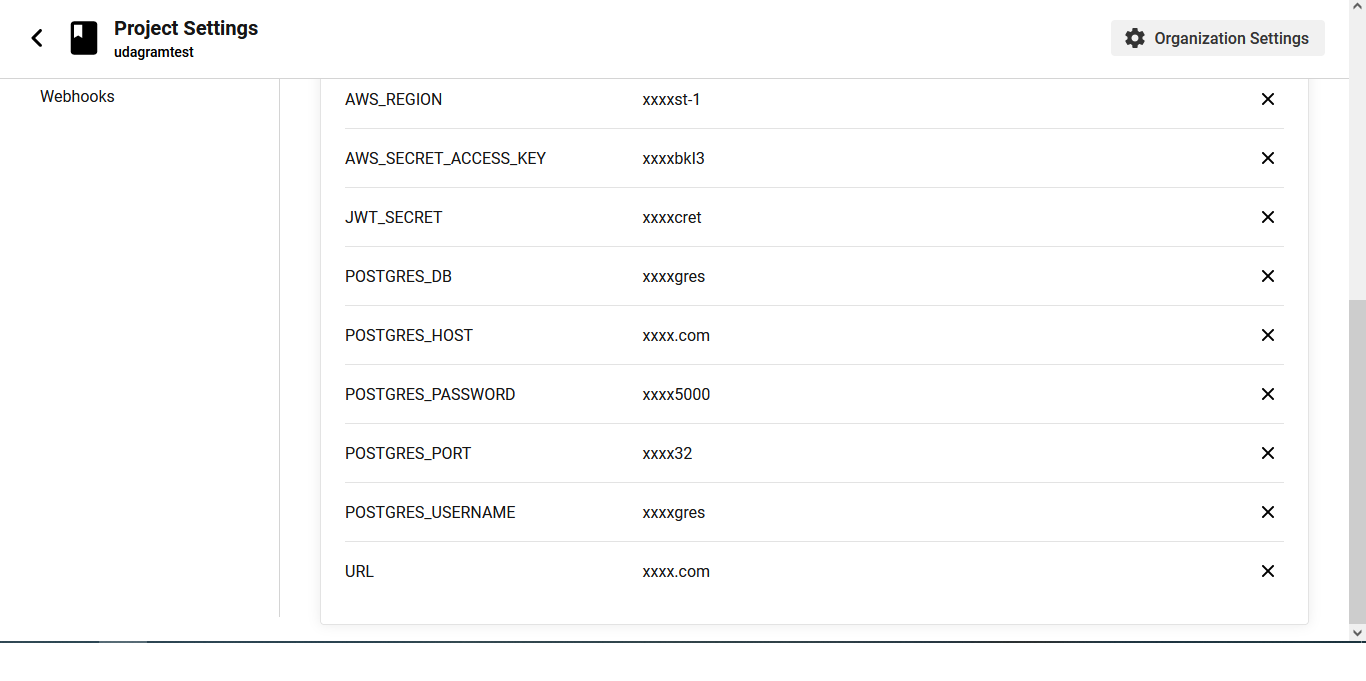 Project Settings
udagramtest
Organization Settings
Webhooks
AWS_REGION xxxxst-1
AWS_SECRET_ACCESS_KEY xxxxbkl3
JWT_SECRET xxxxcret
POSTGRES_DB xxxxgres
POSTGRES_HOST xxxx.com
POSTGRES_PASSWORD xxxx5000
POSTGRES_PORT xxxx32
POSTGRES_USERNAME xxxxgres
URL xxxx.com